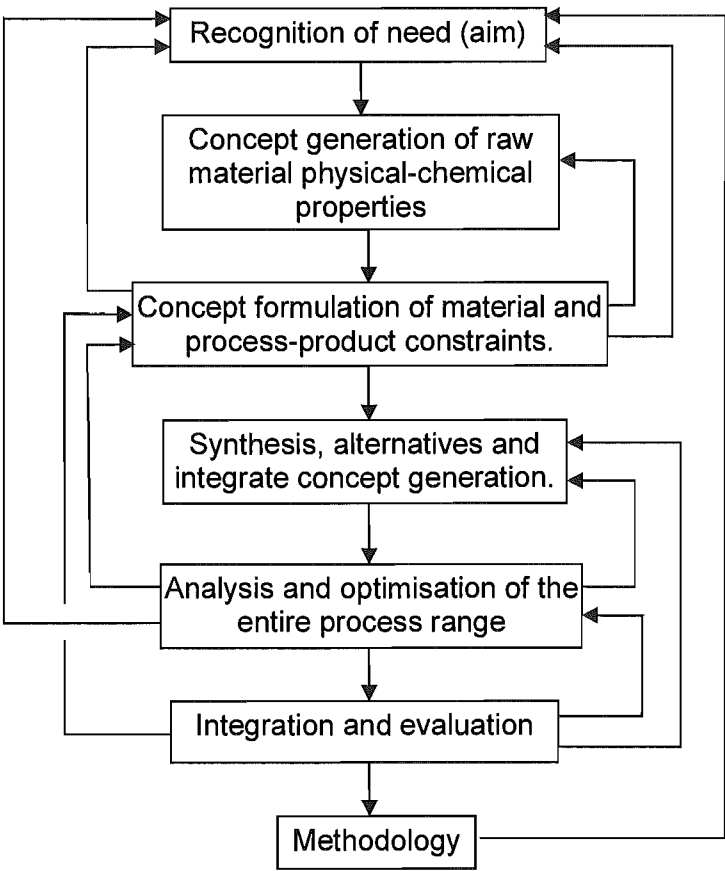 Recognition of need (aim)
Concept generation of raw
material physical-chemical
properties
Concept formulation of material and
process-product constraints.
Synthesis, alternatives and
integrate concept generation.
Analysis and optimisation of the
entire process range
Integration and evaluation
Methodology